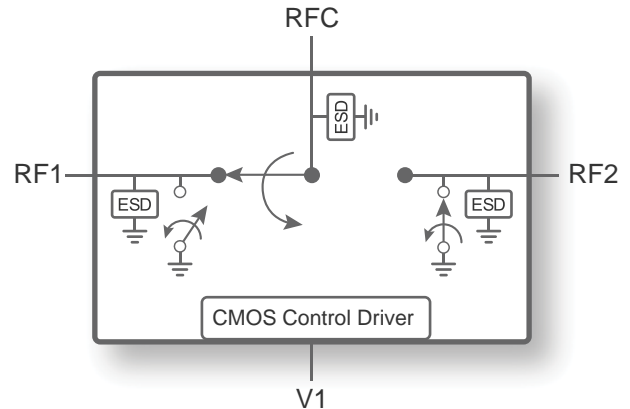 RFC
ESD
RF1
RF2
ESD
ESD
CMOS Control Driver
V1